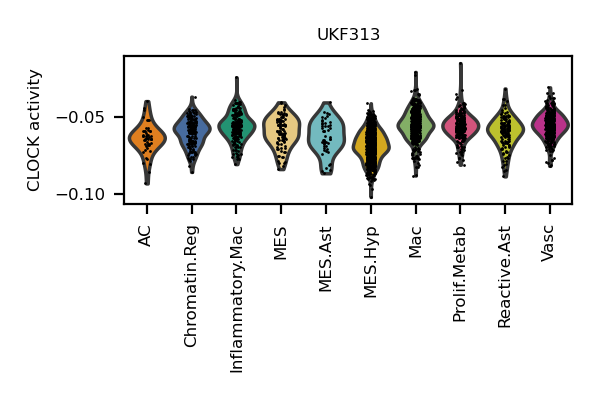 UKF313
CLOCK activity
−0.05
−0.10
AC
Chromatin.Reg
Inflammatory.Mac
MES
MES.Ast
MES.Hyp
Mac
Prolif.Metab
Reactive.Ast
Vasc